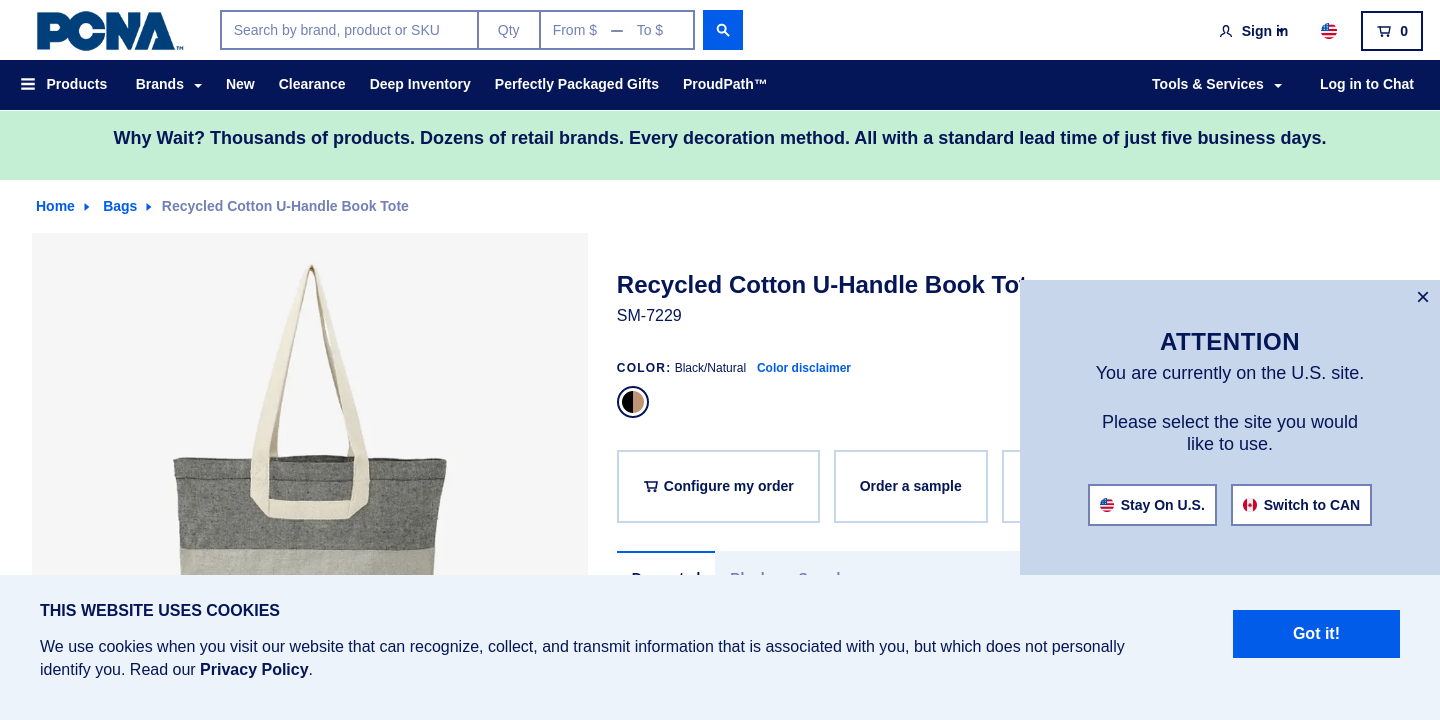 PCNA™
Search by brand, product or SKU
Qty
From $ — To $
Sign in
0
Products
Brands
New
Clearance
Deep Inventory
Perfectly Packaged Gifts
ProudPath™
Tools & Services
Log in to Chat
Why Wait? Thousands of products. Dozens of retail brands. Every decoration method. All with a standard lead time of just five business days.
Home
Bags
Recycled Cotton U-Handle Book Tote
Recycled Cotton U-Handle Book Tot
SM-7229
COLOR: Black/Natural Color disclaimer
Configure my order
Order a sample
×
ATTENTION
You are currently on the U.S. site.
Please select the site you would
like to use.
Stay On U.S.
Switch to CAN
THIS WEBSITE USES COOKIES
We use cookies when you visit our website that can recognize, collect, and transmit information that is associated with you, but which does not personally
identify you. Read our Privacy Policy.
Got it!